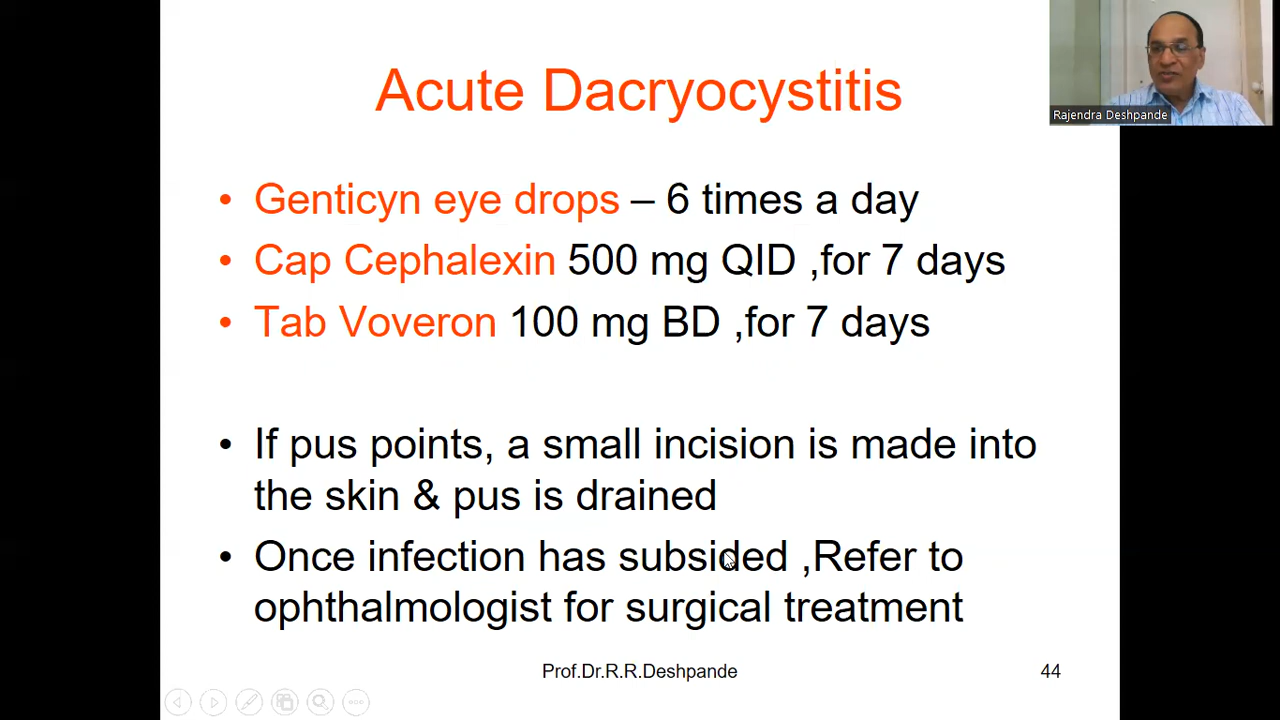 Acute Dacryocystitis
Rajendra Deshpande
• Genticyn eye drops – 6 times a day
• Cap Cephalexin 500 mg QID ,for 7 days
• Tab Voveron 100 mg BD ,for 7 days
• If pus points, a small incision is made into
the skin & pus is drained
• Once infection has subsided ,Refer to
ophthalmologist for surgical treatment
Prof.Dr.R.R.Deshpande
44